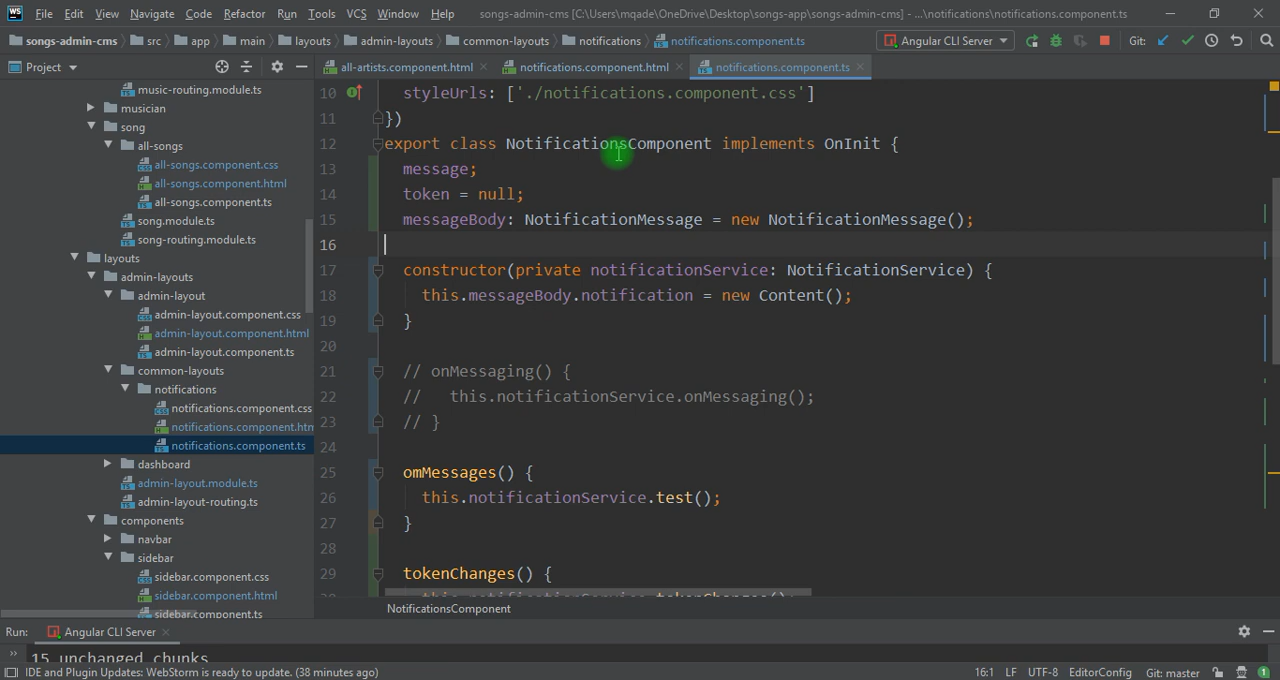 File Edit View Navigate Code Refactor Run Tools VCS Window Help songs-admin-cms [C:\Users\mqade\OneDrive\Desktop\songs-app\songs-admin-cms] - ...\notifications\notifications.component.ts
songs-admin-cms src app main layouts admin-layouts common-layouts notifications notifications.component.ts Angular CLI Server Git:
Project all-artists.component.html notifications.component.html notifications.component.ts
music-routing.module.ts
musician
song
all-songs
all-songs.component.css
all-songs.component.html
all-songs.component.ts
song.module.ts
song-routing.module.ts
layouts
admin-layouts
admin-layout
admin-layout.component.css
admin-layout.component.html
admin-layout.component.ts
common-layouts
notifications
notifications.component.css
notifications.component.htm
notifications.component.ts
dashboard
admin-layout.module.ts
admin-layout-routing.ts
components
navbar
sidebar
sidebar.component.css
sidebar.component.html
sidebar.component.ts
10 styleUrls: ['./notifications.component.css']
11 })
12 export class NotificationsComponent implements OnInit {
13 message;
14 token = null;
15 messageBody: NotificationMessage = new NotificationMessage();
16
17 constructor(private notificationService: NotificationService) {
18 this.messageBody.notification = new Content();
19 }
20
21 // onMessaging() {
22 // this.notificationService.onMessaging();
23 // }
24
25 omMessages() {
26 this.notificationService.test();
27 }
28
29 tokenChanges() {
30 this.notificationService.tokenChanges();
NotificationsComponent
Run: Angular CLI Server
15 unchanged chunks
IDE and Plugin Updates: WebStorm is ready to update. (38 minutes ago) 16:1 LF UTF-8 EditorConfig Git: master 1